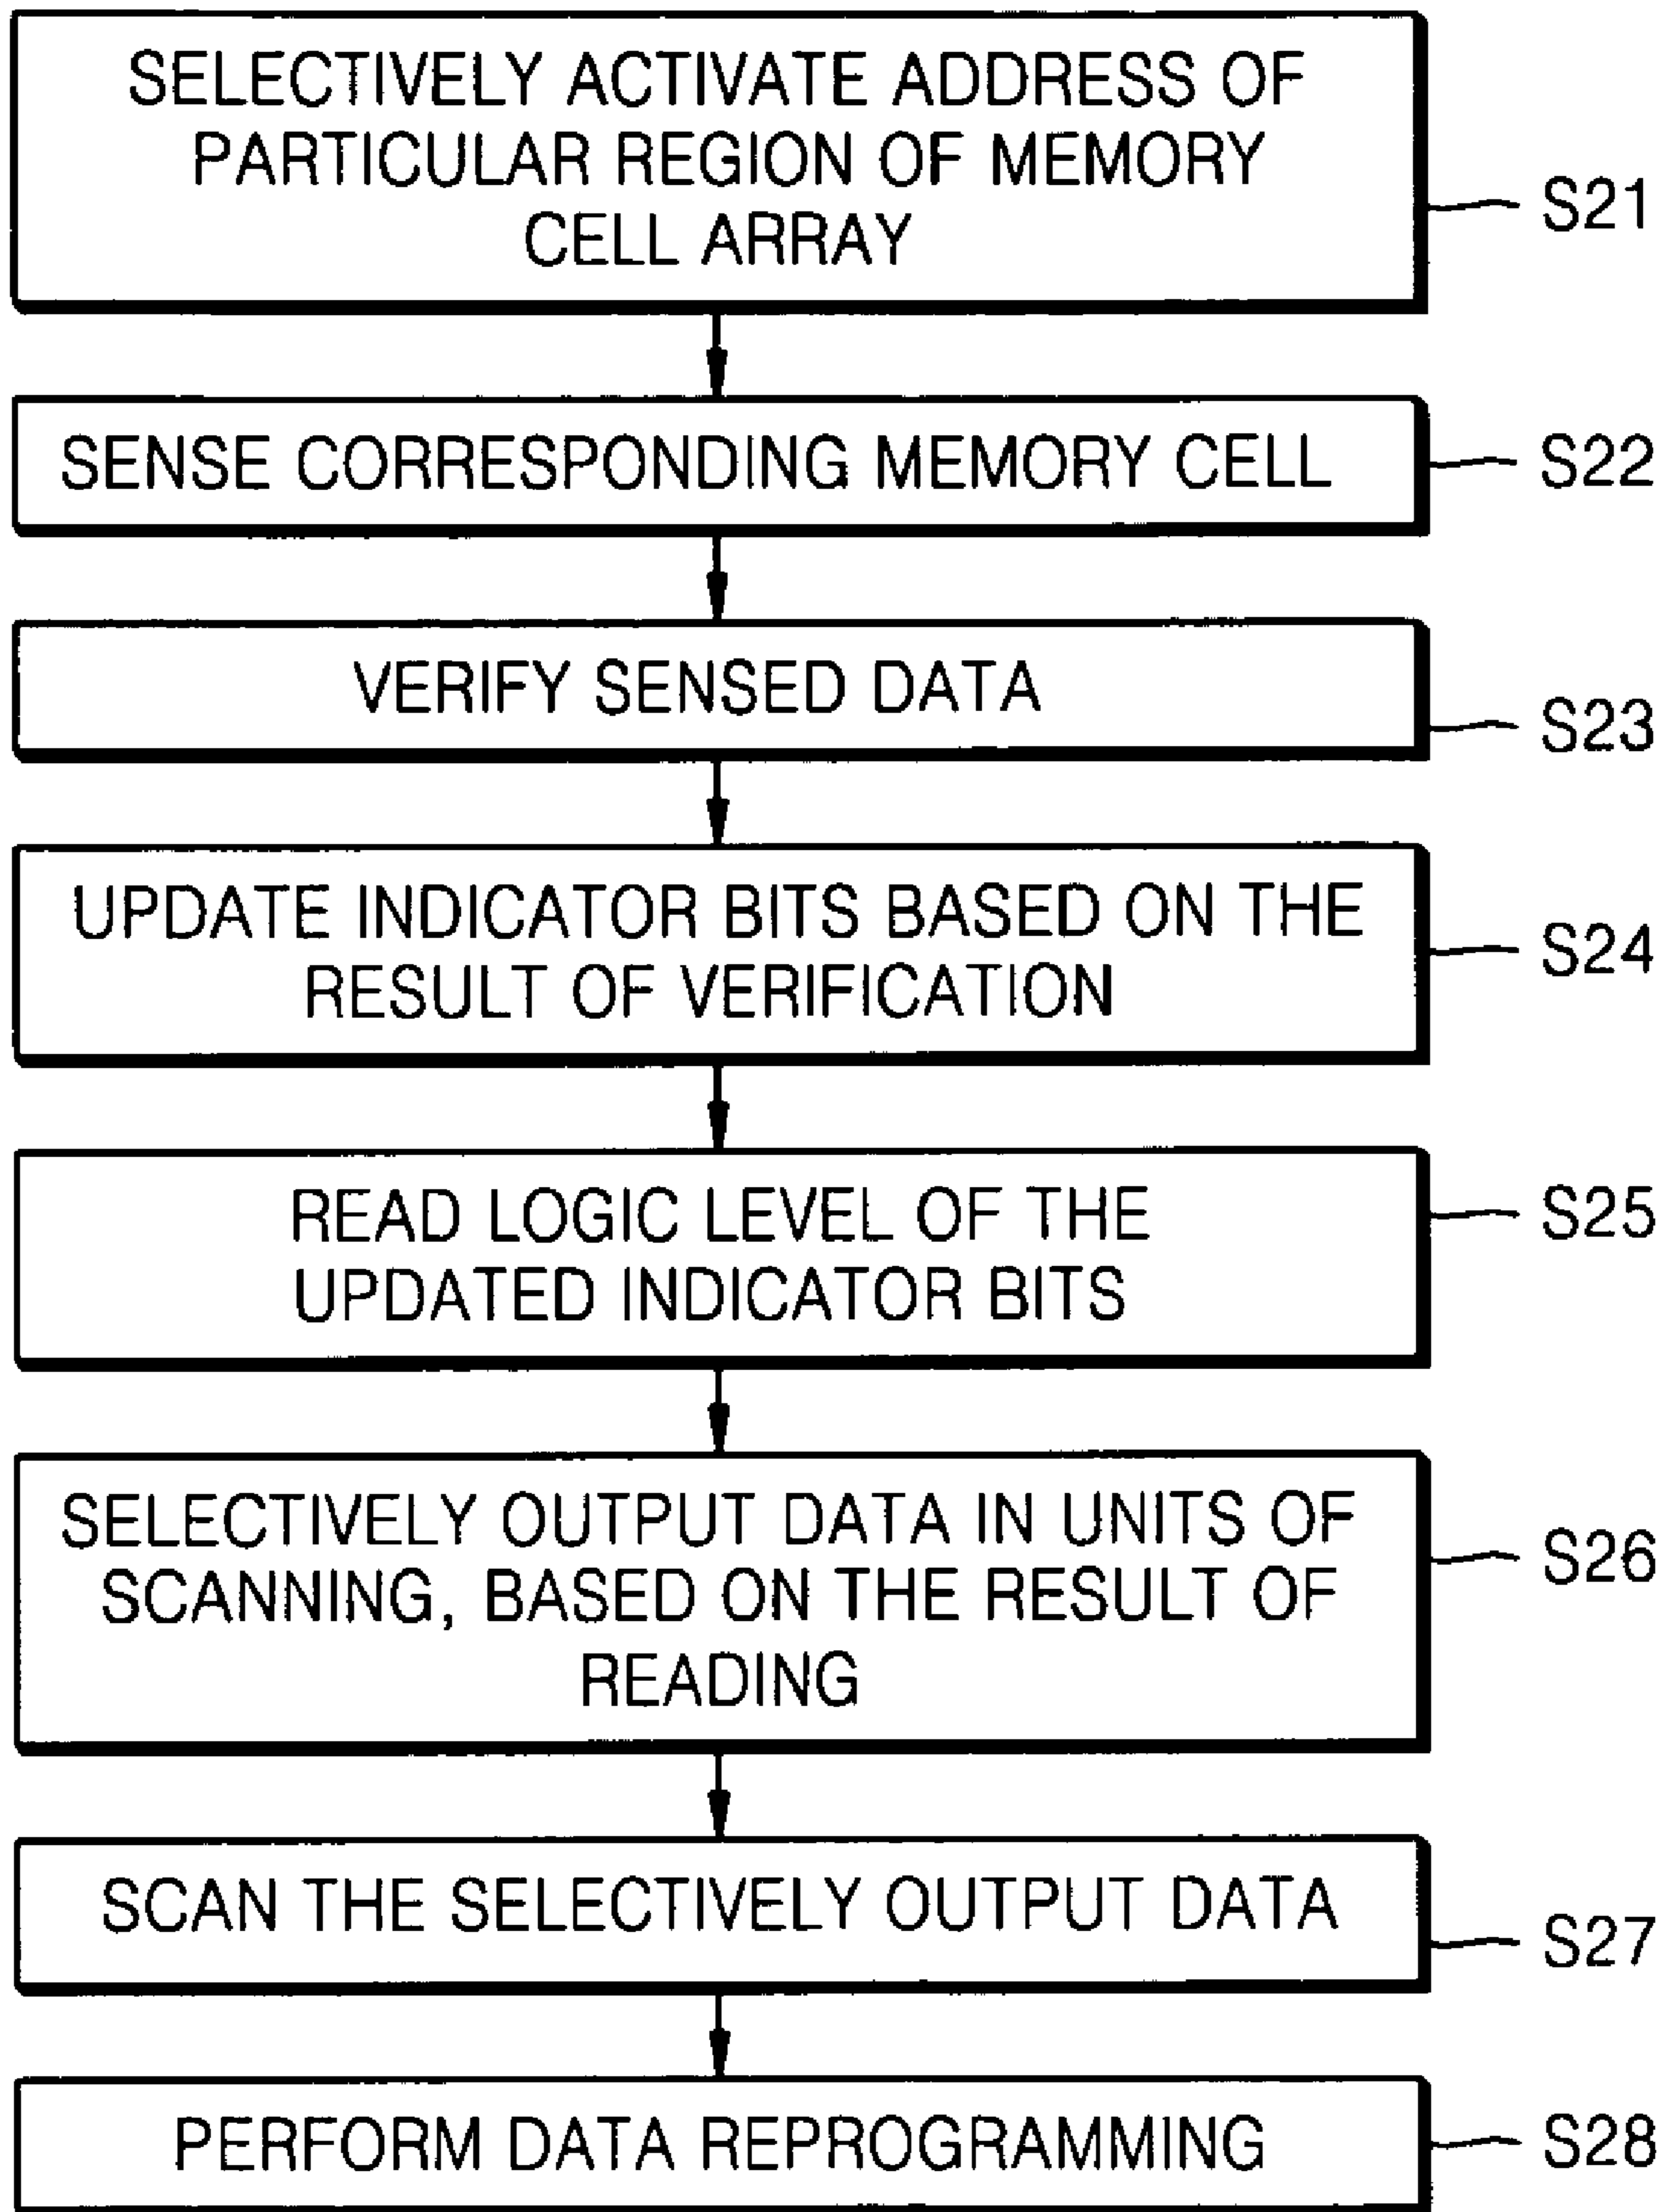 SELECTIVELY ACTIVATE ADDRESS OF
PARTICULAR REGION OF MEMORY
CELL ARRAY
S21
SENSE CORRESPONDING MEMORY CELL
S22
VERIFY SENSED DATA
S23
UPDATE INDICATOR BITS BASED ON THE
RESULT OF VERIFICATION
S24
READ LOGIC LEVEL OF THE
UPDATED INDICATOR BITS
S25
SELECTIVELY OUTPUT DATA IN UNITS OF
SCANNING, BASED ON THE RESULT OF
READING
S26
SCAN THE SELECTIVELY OUTPUT DATA
S27
PERFORM DATA REPROGRAMMING
S28